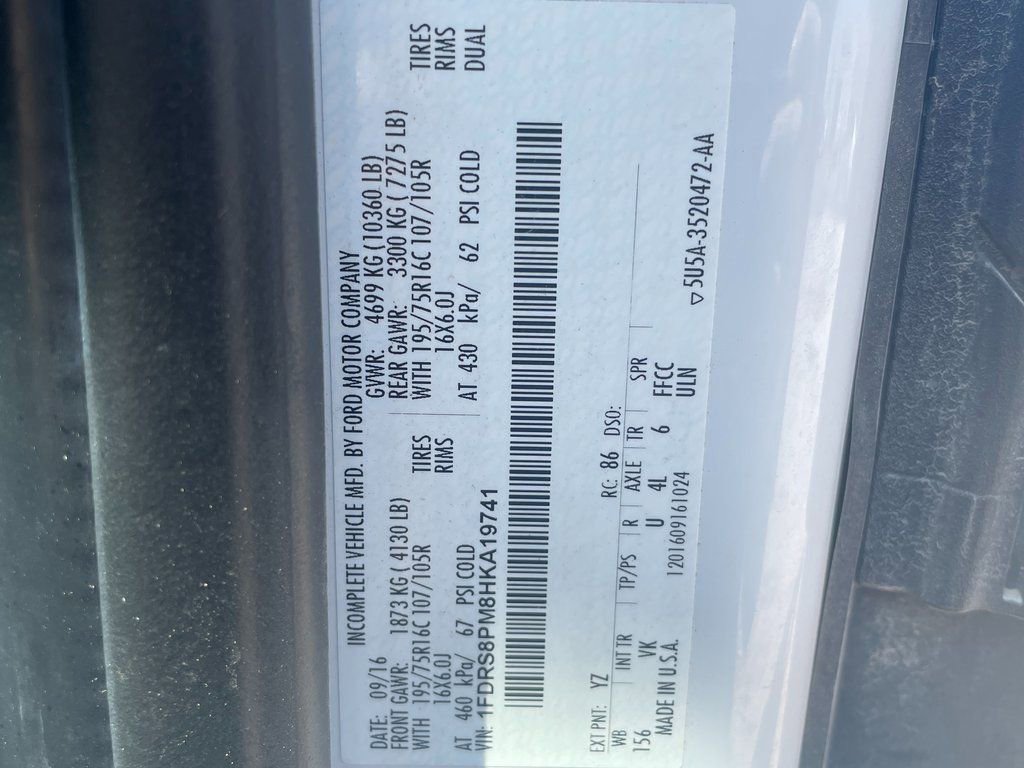 INCOMPLETE VEHICLE MFD. BY FORD MOTOR COMPANY
DATE: 09/16 GVWR: 4699 KG (10360 LB)
FRONT GAWR: 1873 KG ( 4130 LB) REAR GAWR: 3300 KG ( 7275 LB)
WITH 195/75R16C 107/105R TIRES WITH 195/75R16C 107/105R TIRES
16X6.0J RIMS 16X6.0J RIMS
AT 460 kPa/ 67 PSI COLD AT 430 kPa/ 62 PSI COLD DUAL
VIN: 1FDRS8PM8HKA19741
EXT PNT: YZ RC: 86 DSO:
WB INT TR TP/PS R AXLE TR SPR
156 VK U 4L 6 FFCC
MADE IN U.S.A. 1201609161024 ULN
▽5U5A-3520472-AA